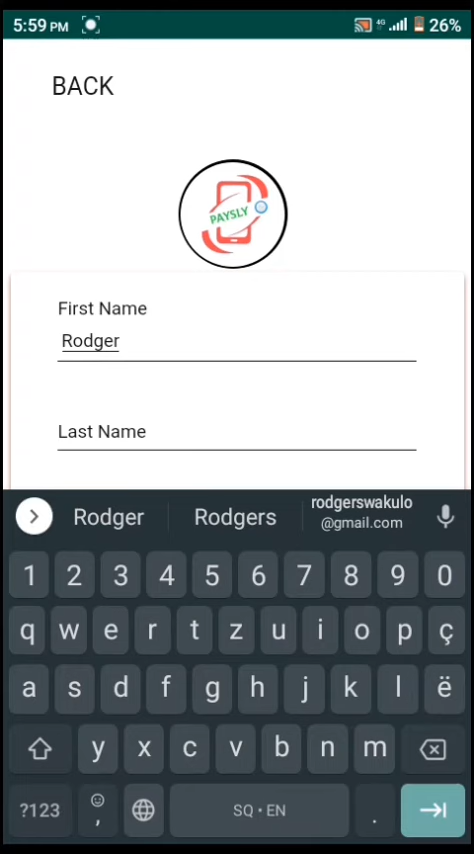 5:59 PM 4G 26%
BACK
PAYSLY
First Name
Rodger
Last Name
Rodger Rodgers rodgerswakulo
@gmail.com
1 2 3 4 5 6 7 8 9 0
q w e r t z u i o p ç
a s d f g h j k l ë
y x c v b n m
?123 , SQ • EN .